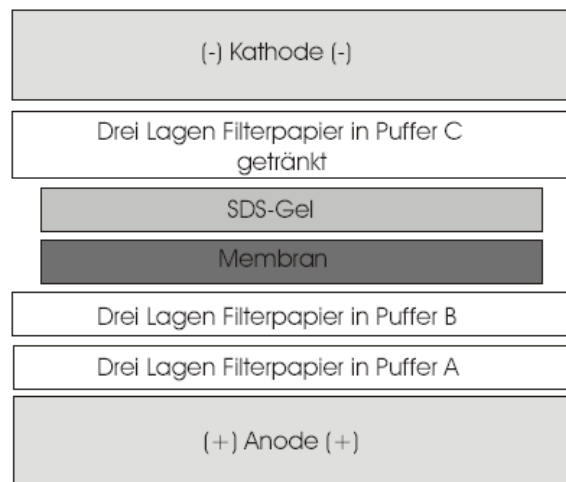 (-) Kathode (-)
Drei Lagen Filterpapier in Puffer C
getränkt
SDS-Gel
Membran
Drei Lagen Filterpapier in Puffer B
Drei Lagen Filterpapier in Puffer A
(+) Anode (+)